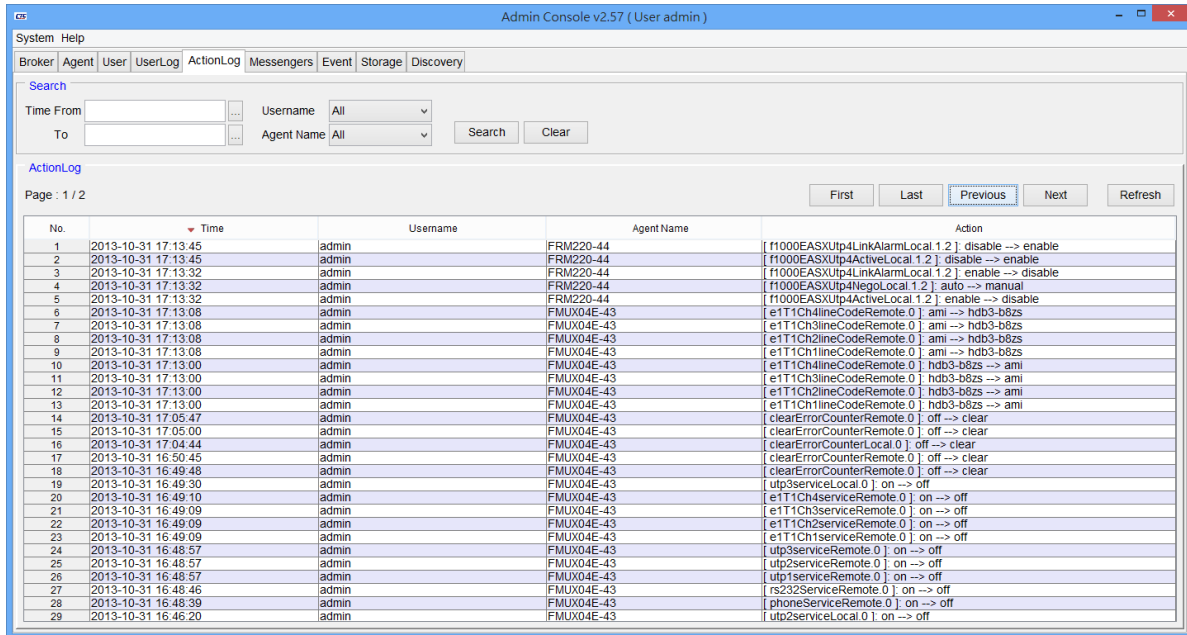 CTS
Admin Console v2.57 ( User admin )
System Help
Broker Agent User UserLog ActionLog Messengers Event Storage Discovery
Search
Time From ... Username All
To ... Agent Name All Search Clear
ActionLog
Page : 1 / 2 First Last Previous Next Refresh
No. Time Username Agent Name Action
1 2013-10-31 17:13:45 admin FRM220-44 [ f1000EASXUtp4LinkAlarmLocal.1.2 ]: disable --> enable
2 2013-10-31 17:13:45 admin FRM220-44 [ f1000EASXUtp4ActiveLocal.1.2 ]: disable --> enable
3 2013-10-31 17:13:32 admin FRM220-44 [ f1000EASXUtp4LinkAlarmLocal.1.2 ]: enable --> disable
4 2013-10-31 17:13:32 admin FRM220-44 [ f1000EASXUtp4NegoLocal.1.2 ]: auto --> manual
5 2013-10-31 17:13:32 admin FRM220-44 [ f1000EASXUtp4ActiveLocal.1.2 ]: enable --> disable
6 2013-10-31 17:13:08 admin FMUX04E-43 [ e1T1Ch4lineCodeRemote.0 ]: ami --> hdb3-b8zs
7 2013-10-31 17:13:08 admin FMUX04E-43 [ e1T1Ch3lineCodeRemote.0 ]: ami --> hdb3-b8zs
8 2013-10-31 17:13:08 admin FMUX04E-43 [ e1T1Ch2lineCodeRemote.0 ]: ami --> hdb3-b8zs
9 2013-10-31 17:13:08 admin FMUX04E-43 [ e1T1Ch1lineCodeRemote.0 ]: ami --> hdb3-b8zs
10 2013-10-31 17:13:00 admin FMUX04E-43 [ e1T1Ch4lineCodeRemote.0 ]: hdb3-b8zs --> ami
11 2013-10-31 17:13:00 admin FMUX04E-43 [ e1T1Ch3lineCodeRemote.0 ]: hdb3-b8zs --> ami
12 2013-10-31 17:13:00 admin FMUX04E-43 [ e1T1Ch2lineCodeRemote.0 ]: hdb3-b8zs --> ami
13 2013-10-31 17:13:00 admin FMUX04E-43 [ e1T1Ch1lineCodeRemote.0 ]: hdb3-b8zs --> ami
14 2013-10-31 17:05:47 admin FMUX04E-43 [ clearErrorCounterRemote.0 ]: off --> clear
15 2013-10-31 17:05:00 admin FMUX04E-43 [ clearErrorCounterRemote.0 ]: off --> clear
16 2013-10-31 17:04:44 admin FMUX04E-43 [ clearErrorCounterLocal.0 ]: off --> clear
17 2013-10-31 16:50:45 admin FMUX04E-43 [ clearErrorCounterRemote.0 ]: off --> clear
18 2013-10-31 16:49:48 admin FMUX04E-43 [ clearErrorCounterRemote.0 ]: off --> clear
19 2013-10-31 16:49:30 admin FMUX04E-43 [ utp3serviceLocal.0 ]: on --> off
20 2013-10-31 16:49:10 admin FMUX04E-43 [ e1T1Ch4serviceRemote.0 ]: on --> off
21 2013-10-31 16:49:09 admin FMUX04E-43 [ e1T1Ch3serviceRemote.0 ]: on --> off
22 2013-10-31 16:49:09 admin FMUX04E-43 [ e1T1Ch2serviceRemote.0 ]: on --> off
23 2013-10-31 16:49:09 admin FMUX04E-43 [ e1T1Ch1serviceRemote.0 ]: on --> off
24 2013-10-31 16:48:57 admin FMUX04E-43 [ utp3serviceRemote.0 ]: on --> off
25 2013-10-31 16:48:57 admin FMUX04E-43 [ utp2serviceRemote.0 ]: on --> off
26 2013-10-31 16:48:57 admin FMUX04E-43 [ utp1serviceRemote.0 ]: on --> off
27 2013-10-31 16:48:46 admin FMUX04E-43 [ rs232ServiceRemote.0 ]: on --> off
28 2013-10-31 16:48:39 admin FMUX04E-43 [ phoneServiceRemote.0 ]: on --> off
29 2013-10-31 16:46:20 admin FMUX04E-43 [ utp2serviceLocal.0 ]: on --> off